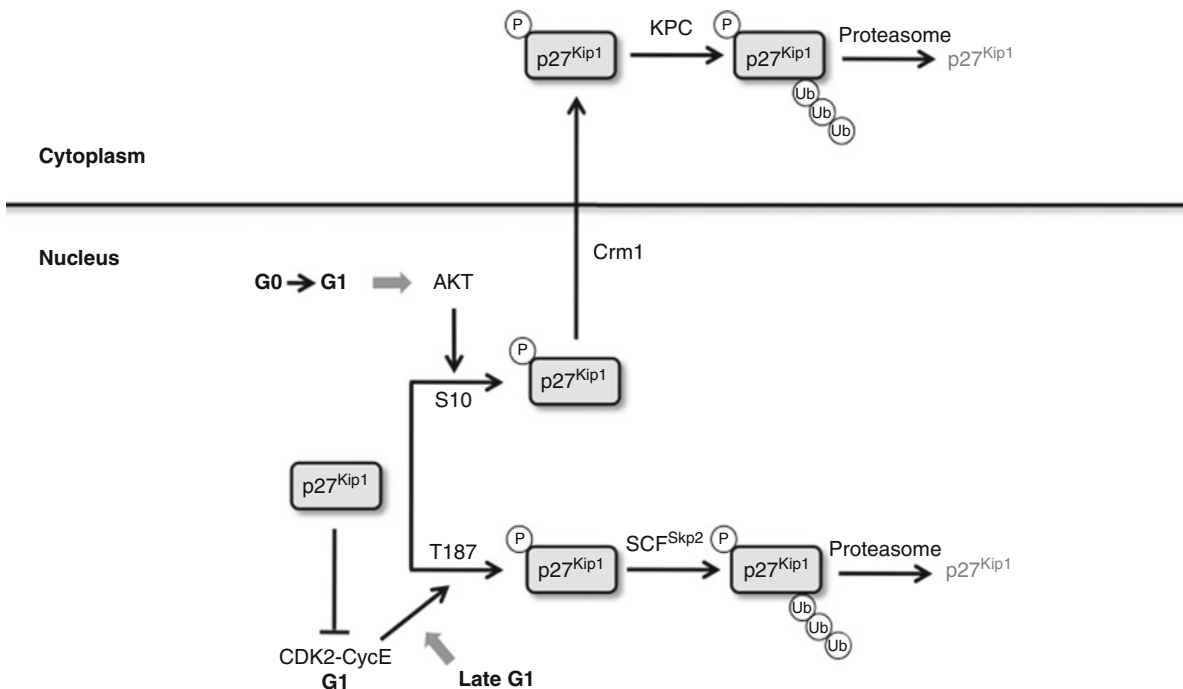 P
p27Kip1
KPC
P
p27Kip1
Ub
Ub
Ub
Proteasome
p27Kip1
Cytoplasm
Nucleus
Crm1
G0 G1
AKT
S10
P
p27Kip1
p27Kip1
T187
P
p27Kip1
SCFSkp2
P
p27Kip1
Ub
Ub
Ub
Proteasome
p27Kip1
CDK2-CycE
G1
Late G1